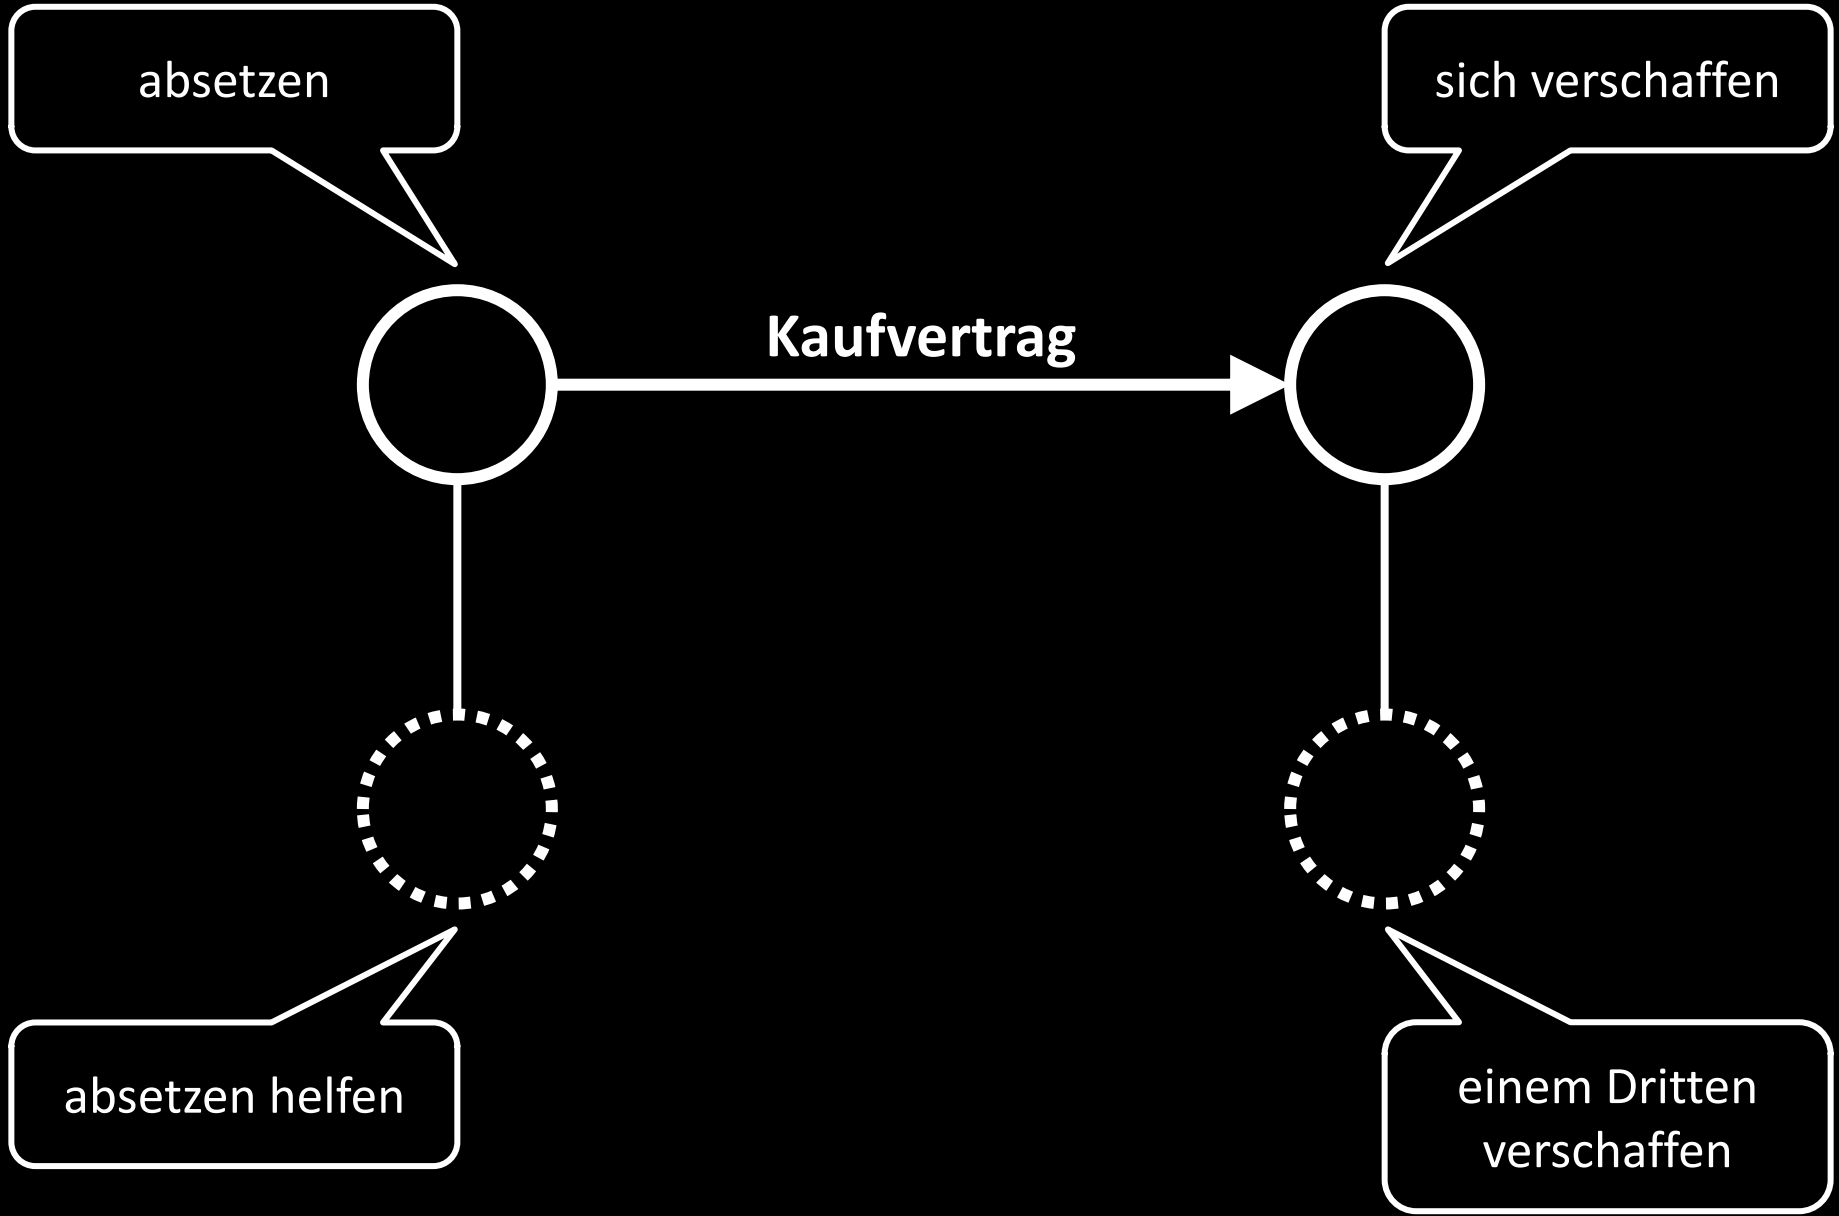 absetzen
sich verschaffen
Kaufvertrag
absetzen helfen
einem Dritten
verschaffen